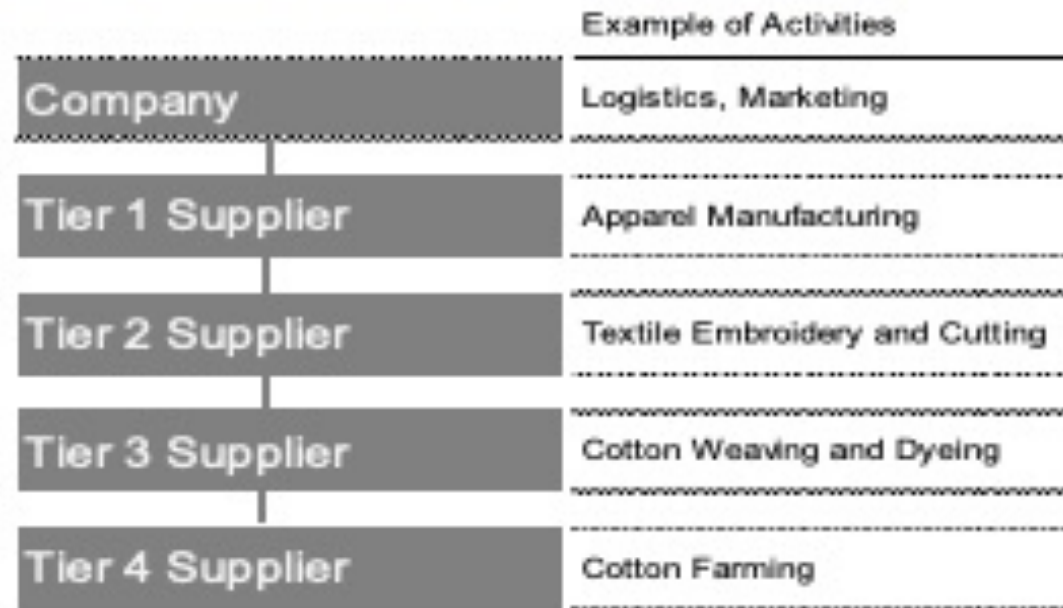 Example of Activities
Company
Logistics, Marketing
Tier 1 Supplier
Apparel Manufacturing
Tier 2 Supplier
Textile Embroidery and Cutting
Tier 3 Supplier
Cotton Weaving and Dyeing
Tier 4 Supplier
Cotton Farming